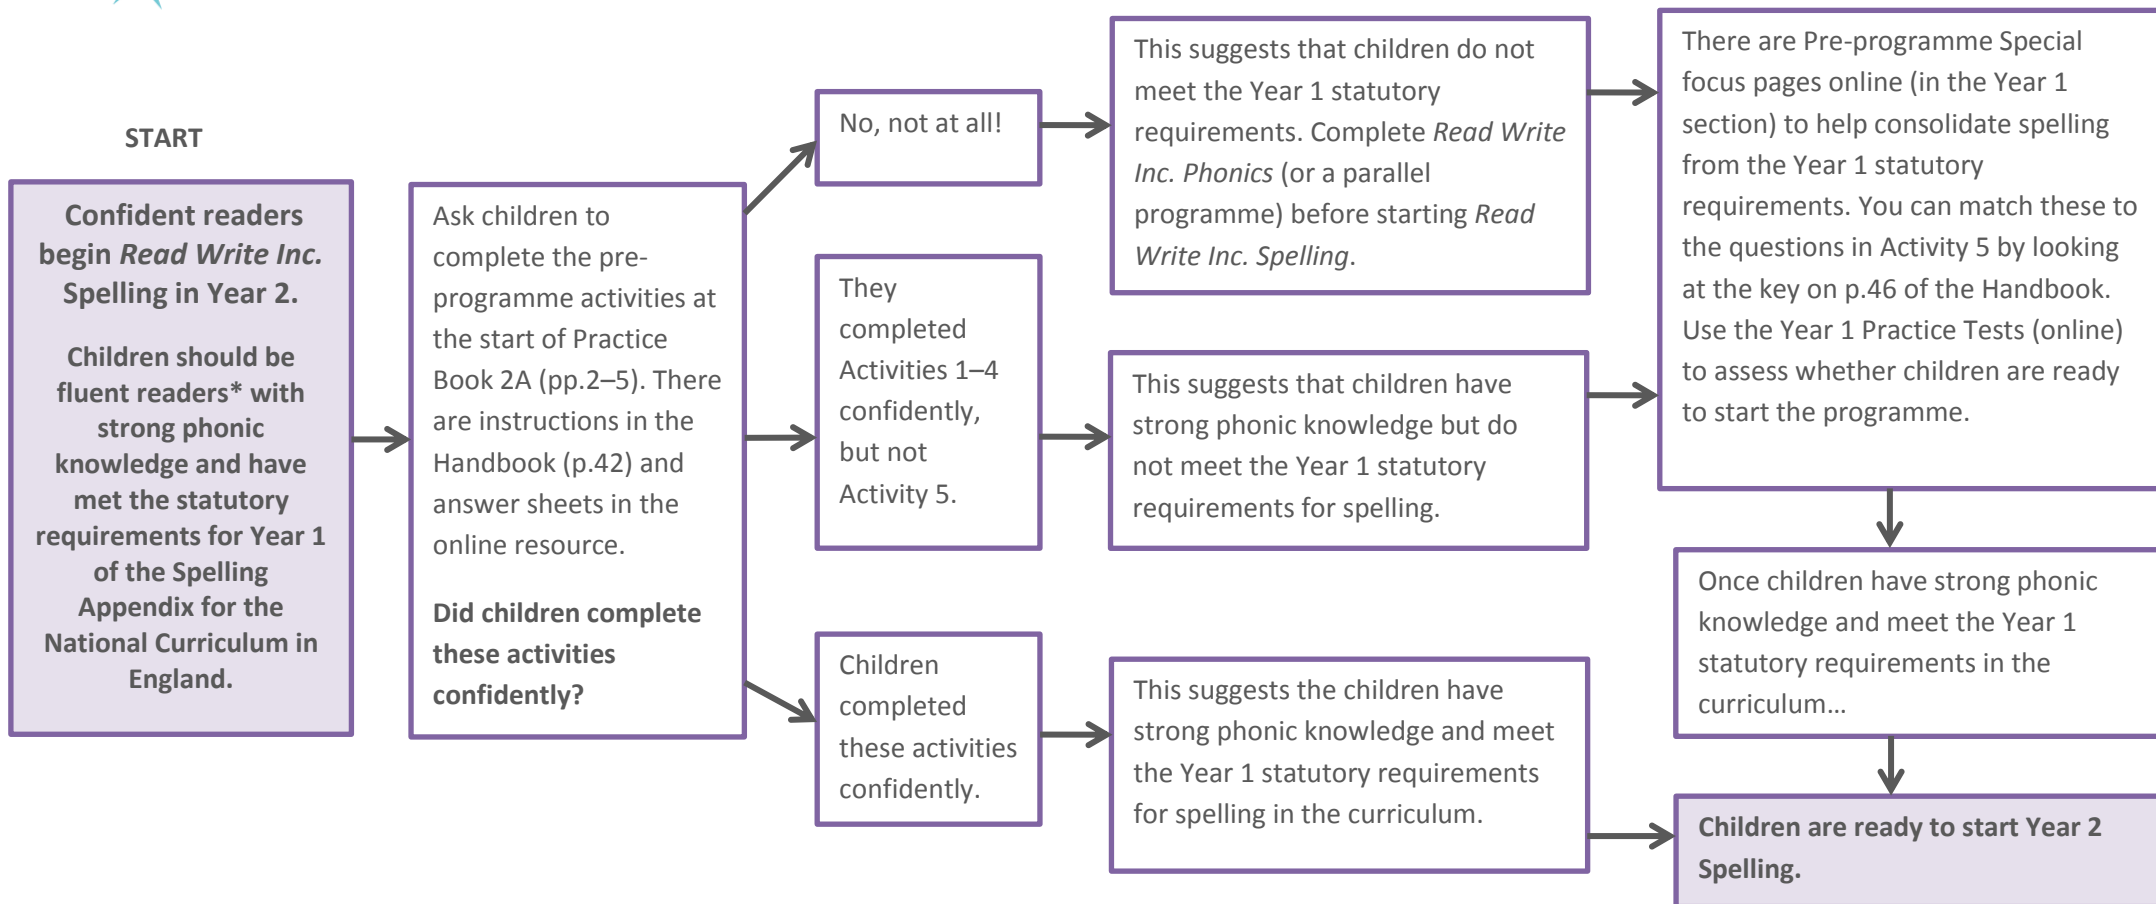 START
Confident readers
begin Read Write Inc.
Spelling in Year 2.
Children should be
fluent readers* with
strong phonic
knowledge and have
met the statutory
requirements for Year 1
of the Spelling
Appendix for the
National Curriculum in
England.
Ask children to
complete the pre-
programme activities at
the start of Practice
Book 2A (pp.2–5). There
are instructions in the
Handbook (p.42) and
answer sheets in the
online resource.
Did children complete
these activities
confidently?
No, not at all!
This suggests that children do not
meet the Year 1 statutory
requirements. Complete Read Write
Inc. Phonics (or a parallel
programme) before starting Read
Write Inc. Spelling.
They
completed
Activities 1–4
confidently,
but not
Activity 5.
This suggests that children have
strong phonic knowledge but do
not meet the Year 1 statutory
requirements for spelling.
Children
completed
these activities
confidently.
This suggests the children have
strong phonic knowledge and meet
the Year 1 statutory requirements
for spelling in the curriculum.
There are Pre-programme Special
focus pages online (in the Year 1
section) to help consolidate spelling
from the Year 1 statutory
requirements. You can match these to
the questions in Activity 5 by looking
at the key on p.46 of the Handbook.
Use the Year 1 Practice Tests (online)
to assess whether children are ready
to start the programme.
Once children have strong phonic
knowledge and meet the Year 1
statutory requirements in the
curriculum…
Children are ready to start Year 2
Spelling.